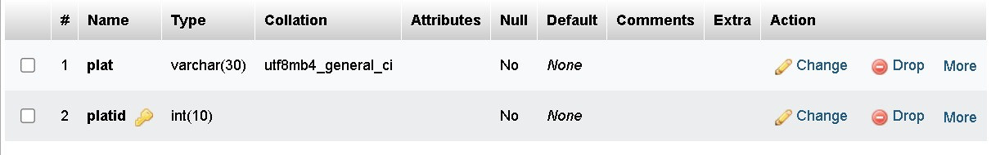 # Name Type Collation Attributes Null Default Comments Extra Action
1 plat varchar(30) utf8mb4_general_ci No None Change Drop More
2 platid int(10) No None Change Drop More